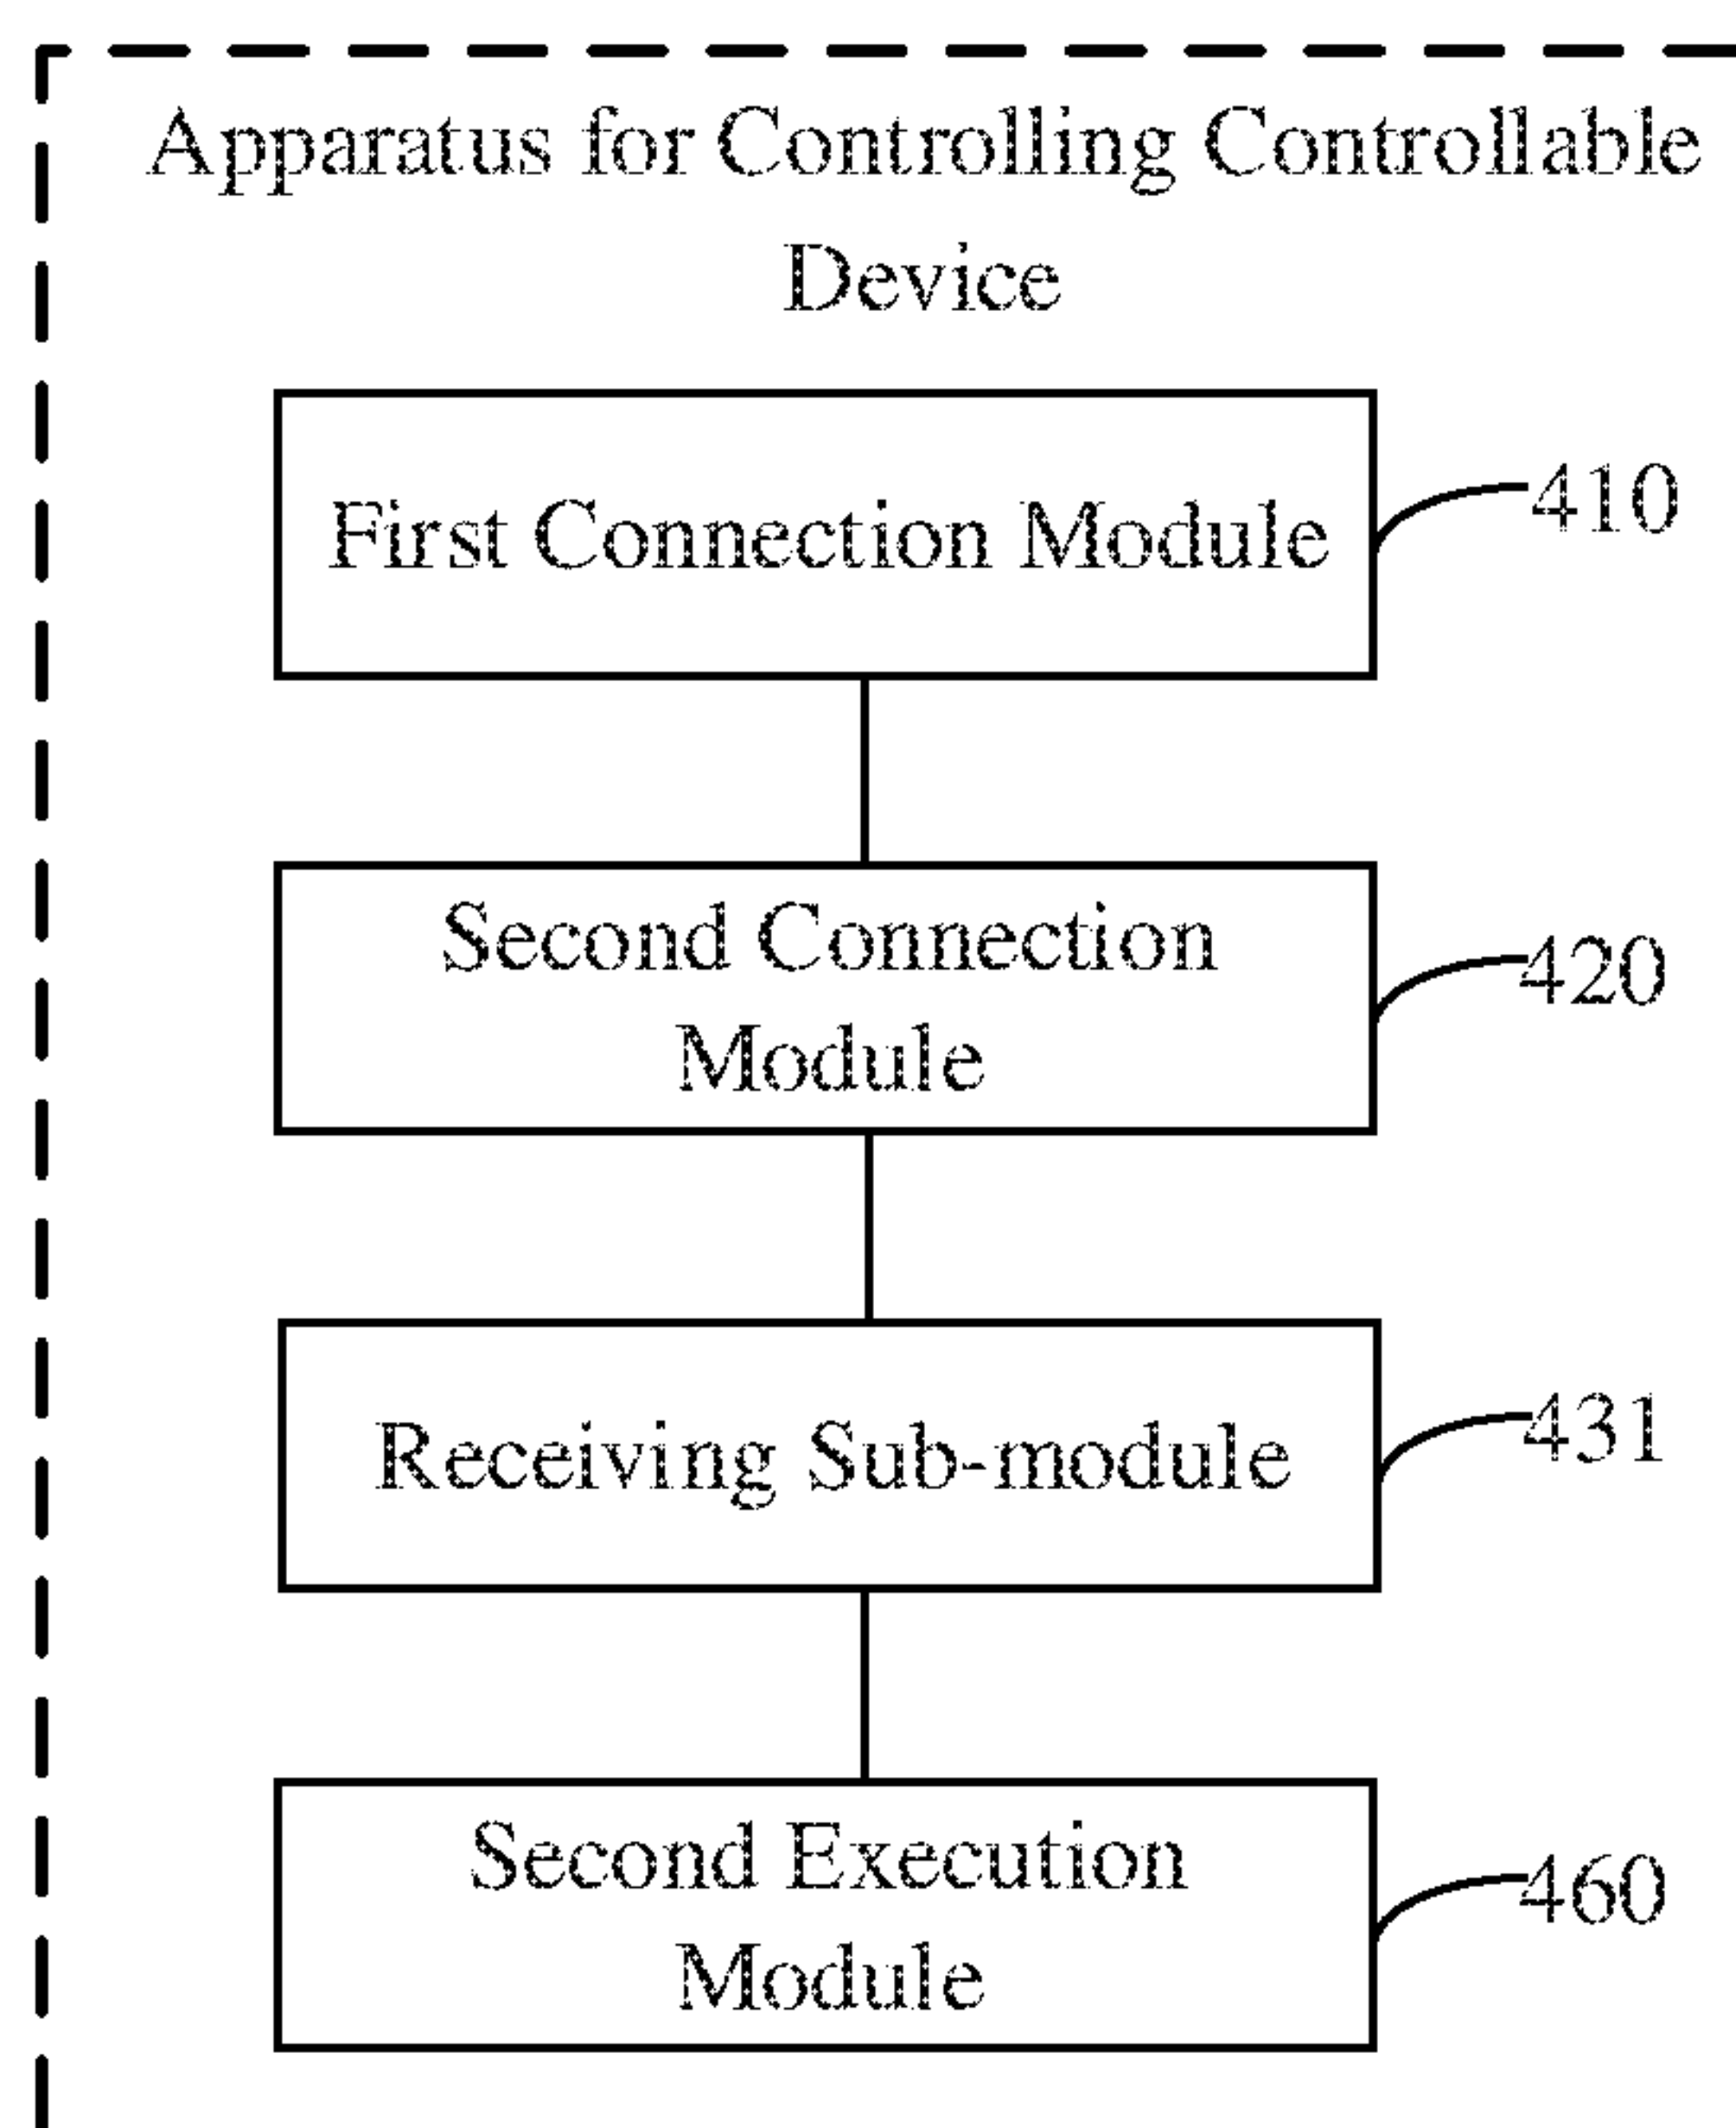 Apparatus for Controlling Controllable
Device
First Connection Module
410
Second Connection
Module
420
Receiving Sub-module
431
Second Execution
Module
460